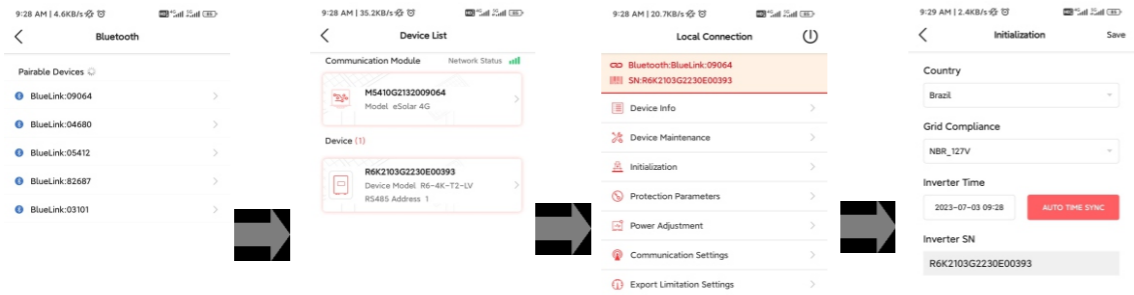 9:28 AM | 4.6KB/s
Bluetooth
Pairable Devices
BlueLink:09064
BlueLink:04680
BlueLink:05412
BlueLink:82687
BlueLink:03101
9:28 AM | 35.2KB/s
Device List
Communication Module Network Status
M5410G2132009064
Model eSolar 4G
Device (1)
R6K2103G2230E00393
Device Model R6-4K-T2-LV
RS485 Address 1
9:28 AM | 20.7KB/s
Local Connection
Bluetooth:BlueLink:09064
SN:R6K2103G2230E00393
Device Info
Device Maintenance
Initialization
Protection Parameters
Power Adjustment
Communication Settings
Export Limitation Settings
9:29 AM | 2.4KB/s
Initialization Save
Country
Brazil
Grid Compliance
NBR_127V
Inverter Time
2023-07-03 09:28 AUTO TIME SYNC
Inverter SN
R6K2103G2230E00393